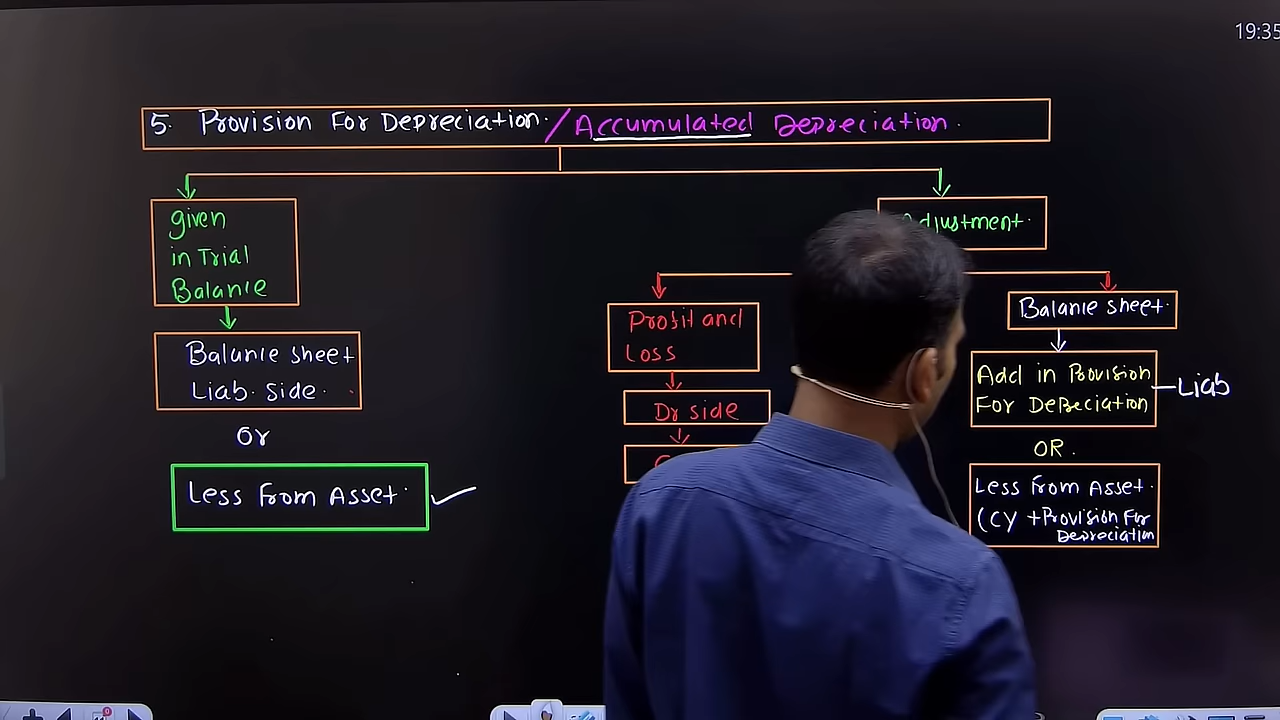 19:35
5. Provision For Depreciation. / Accumulated Depreciation.
given
in Trial
Balance
Balance sheet
Liab. side.
Or
Less From Asset.
Adjustment.
Profit and
Loss
Dr side
Balance sheet.
Add in Provision
For Depreciation
Liab
OR.
Less From Asset.
(CY + Provision For
Depreciation